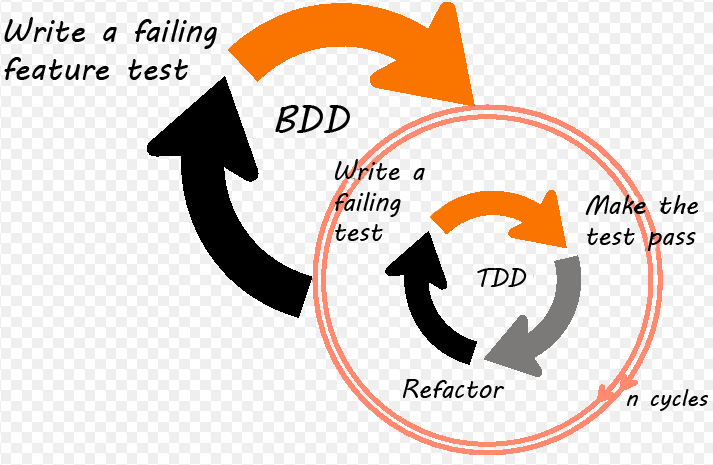 Write a failing
feature test
BDD
Write a
failing
test
Make the
test pass
TDD
Refactor
n cycles